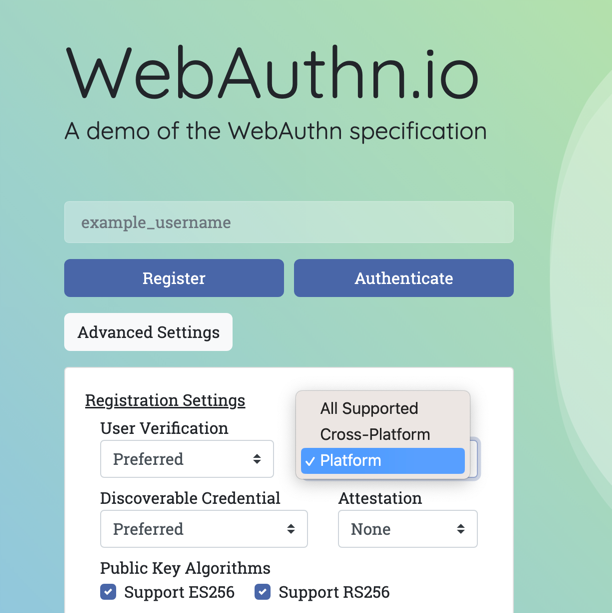 WebAuthn.io
A demo of the WebAuthn specification
example_username
Register Authenticate
Advanced Settings
Registration Settings
All Supported
Cross-Platform
✓ Platform
User Verification
Preferred
Discoverable Credential Attestation
Preferred None
Public Key Algorithms
Support ES256 Support RS256